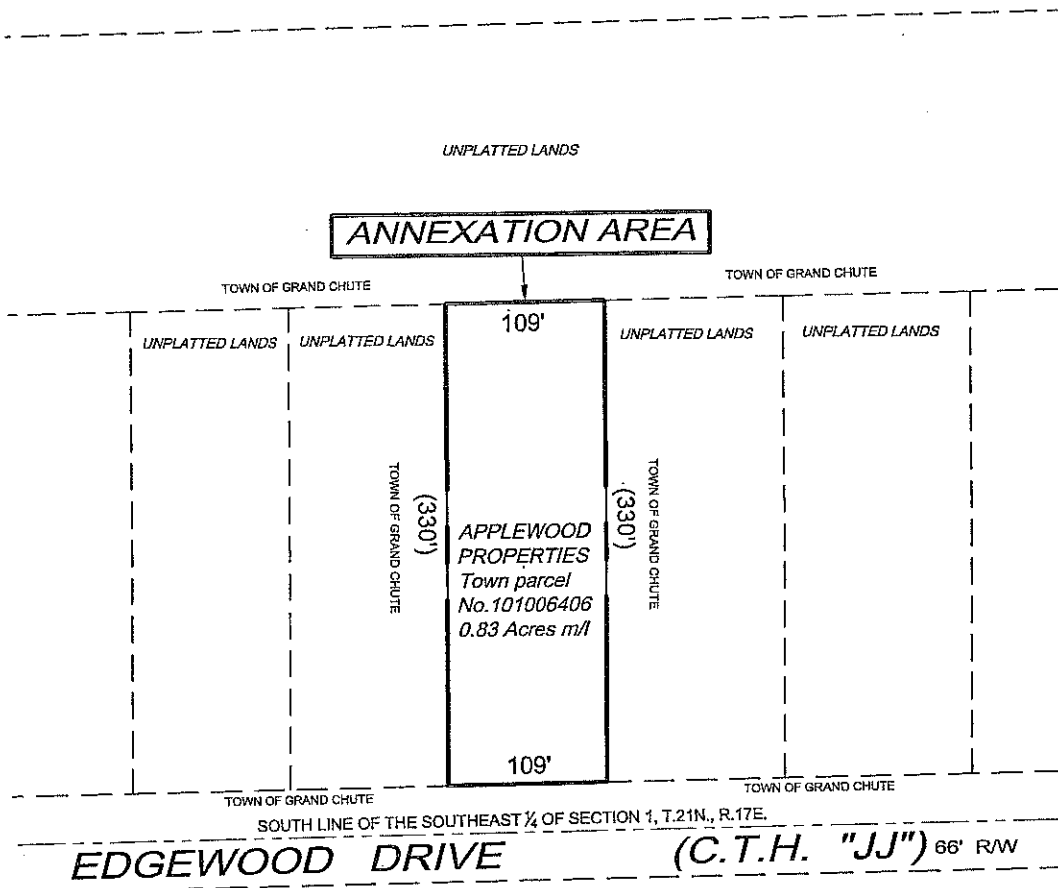 UNPLATTED LANDS
ANNEXATION AREA
TOWN OF GRAND CHUTE
TOWN OF GRAND CHUTE
109'
UNPLATTED LANDS
UNPLATTED LANDS
UNPLATTED LANDS
UNPLATTED LANDS
TOWN OF GRAND CHUTE
(330')
APPLEWOOD
PROPERTIES
Town parcel
No.101006406
0.83 Acres m/l
(330')
TOWN OF GRAND CHUTE
109'
TOWN OF GRAND CHUTE
TOWN OF GRAND CHUTE
SOUTH LINE OF THE SOUTHEAST ¼ OF SECTION 1, T.21N., R.17E.
EDGEWOOD DRIVE (C.T.H. "JJ") 66' R/W